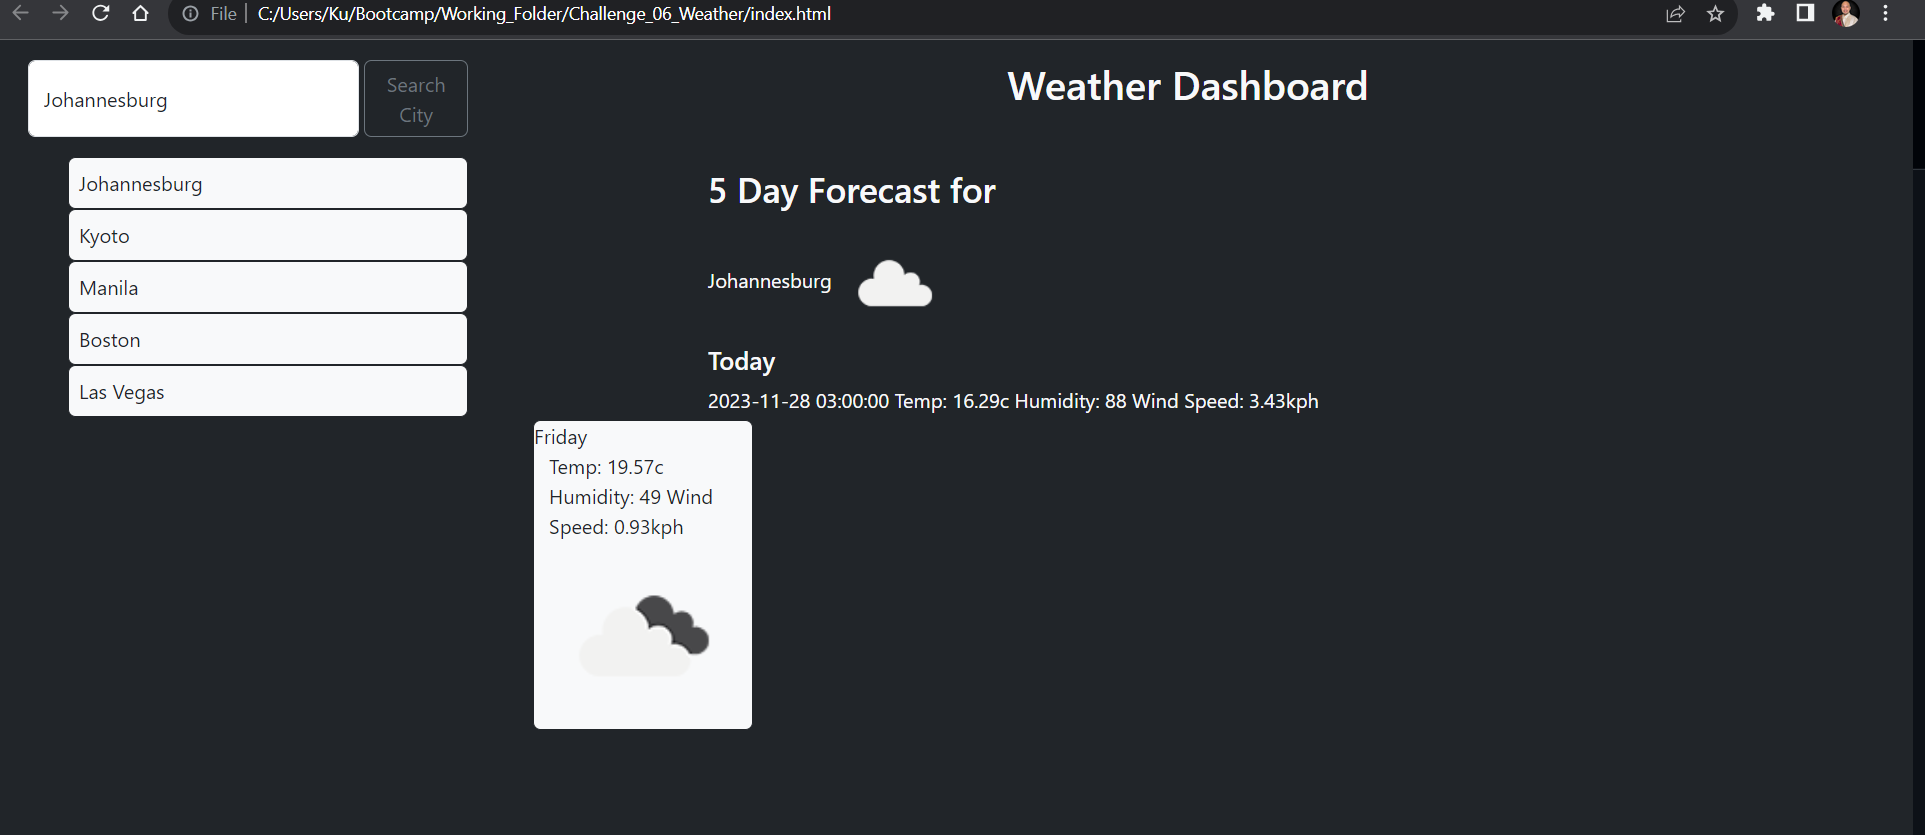 File
C:/Users/Ku/Bootcamp/Working_Folder/Challenge_06_Weather/index.html
Johannesburg
Search
City
Weather Dashboard
Johannesburg
Kyoto
Manila
Boston
Las Vegas
5 Day Forecast for
Johannesburg
Today
2023-11-28 03:00:00 Temp: 16.29c Humidity: 88 Wind Speed: 3.43kph
Friday
Temp: 19.57c
Humidity: 49 Wind
Speed: 0.93kph